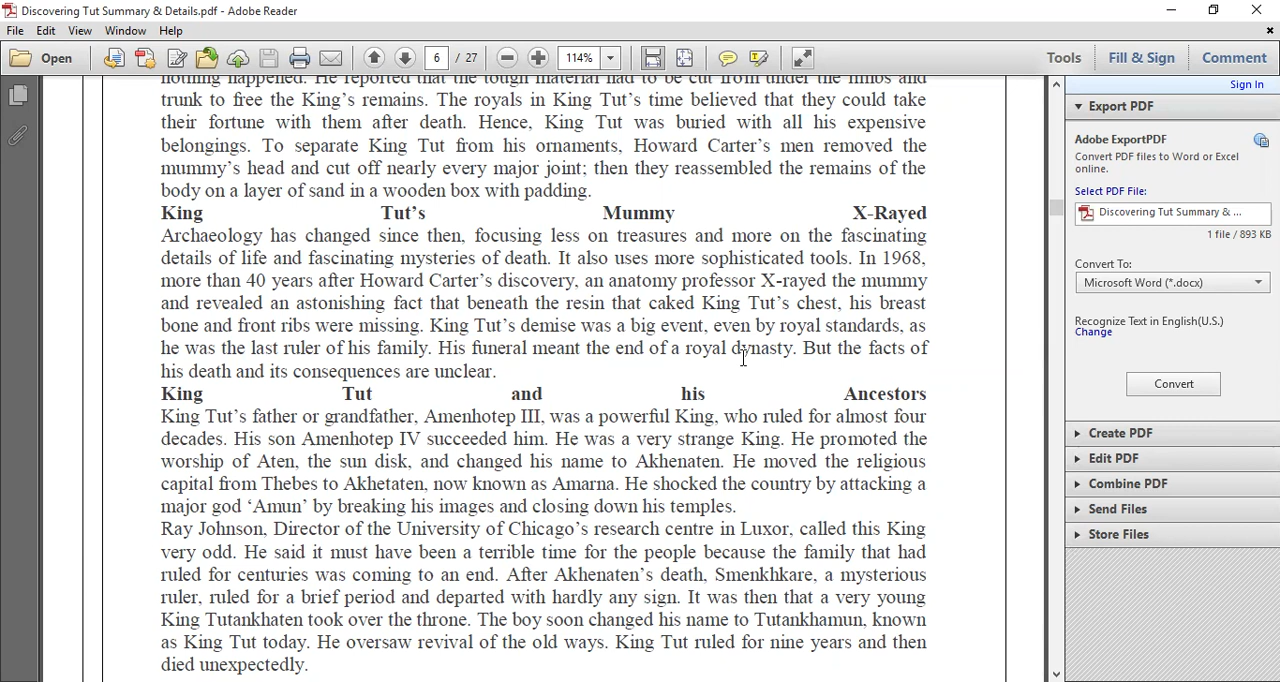 Discovering Tut Summary & Details.pdf - Adobe Reader
File Edit View Window Help
Open 6 / 27 114% Tools Fill & Sign Comment
Sign In
nothing happened. He reported that the tough material had to be cut from under the limbs and
trunk to free the King's remains. The royals in King Tut's time believed that they could take
their fortune with them after death. Hence, King Tut was buried with all his expensive
belongings. To separate King Tut from his ornaments, Howard Carter's men removed the
mummy's head and cut off nearly every major joint; then they reassembled the remains of the
body on a layer of sand in a wooden box with padding.
King Tut's Mummy X-Rayed
Archaeology has changed since then, focusing less on treasures and more on the fascinating
details of life and fascinating mysteries of death. It also uses more sophisticated tools. In 1968,
more than 40 years after Howard Carter's discovery, an anatomy professor X-rayed the mummy
and revealed an astonishing fact that beneath the resin that caked King Tut's chest, his breast
bone and front ribs were missing. King Tut's demise was a big event, even by royal standards, as
he was the last ruler of his family. His funeral meant the end of a royal dynasty. But the facts of
his death and its consequences are unclear.
King Tut and his Ancestors
King Tut's father or grandfather, Amenhotep III, was a powerful King, who ruled for almost four
decades. His son Amenhotep IV succeeded him. He was a very strange King. He promoted the
worship of Aten, the sun disk, and changed his name to Akhenaten. He moved the religious
capital from Thebes to Akhetaten, now known as Amarna. He shocked the country by attacking a
major god ‘Amun’ by breaking his images and closing down his temples.
Ray Johnson, Director of the University of Chicago's research centre in Luxor, called this King
very odd. He said it must have been a terrible time for the people because the family that had
ruled for centuries was coming to an end. After Akhenaten's death, Smenkhkare, a mysterious
ruler, ruled for a brief period and departed with hardly any sign. It was then that a very young
King Tutankhaten took over the throne. The boy soon changed his name to Tutankhamun, known
as King Tut today. He oversaw revival of the old ways. King Tut ruled for nine years and then
died unexpectedly.
Export PDF
Adobe ExportPDF
Convert PDF files to Word or Excel
online.
Select PDF File:
Discovering Tut Summary & ...
1 file / 893 KB
Convert To:
Microsoft Word (*.docx)
Recognize Text in English(U.S.)
Change
Convert
Create PDF
Edit PDF
Combine PDF
Send Files
Store Files